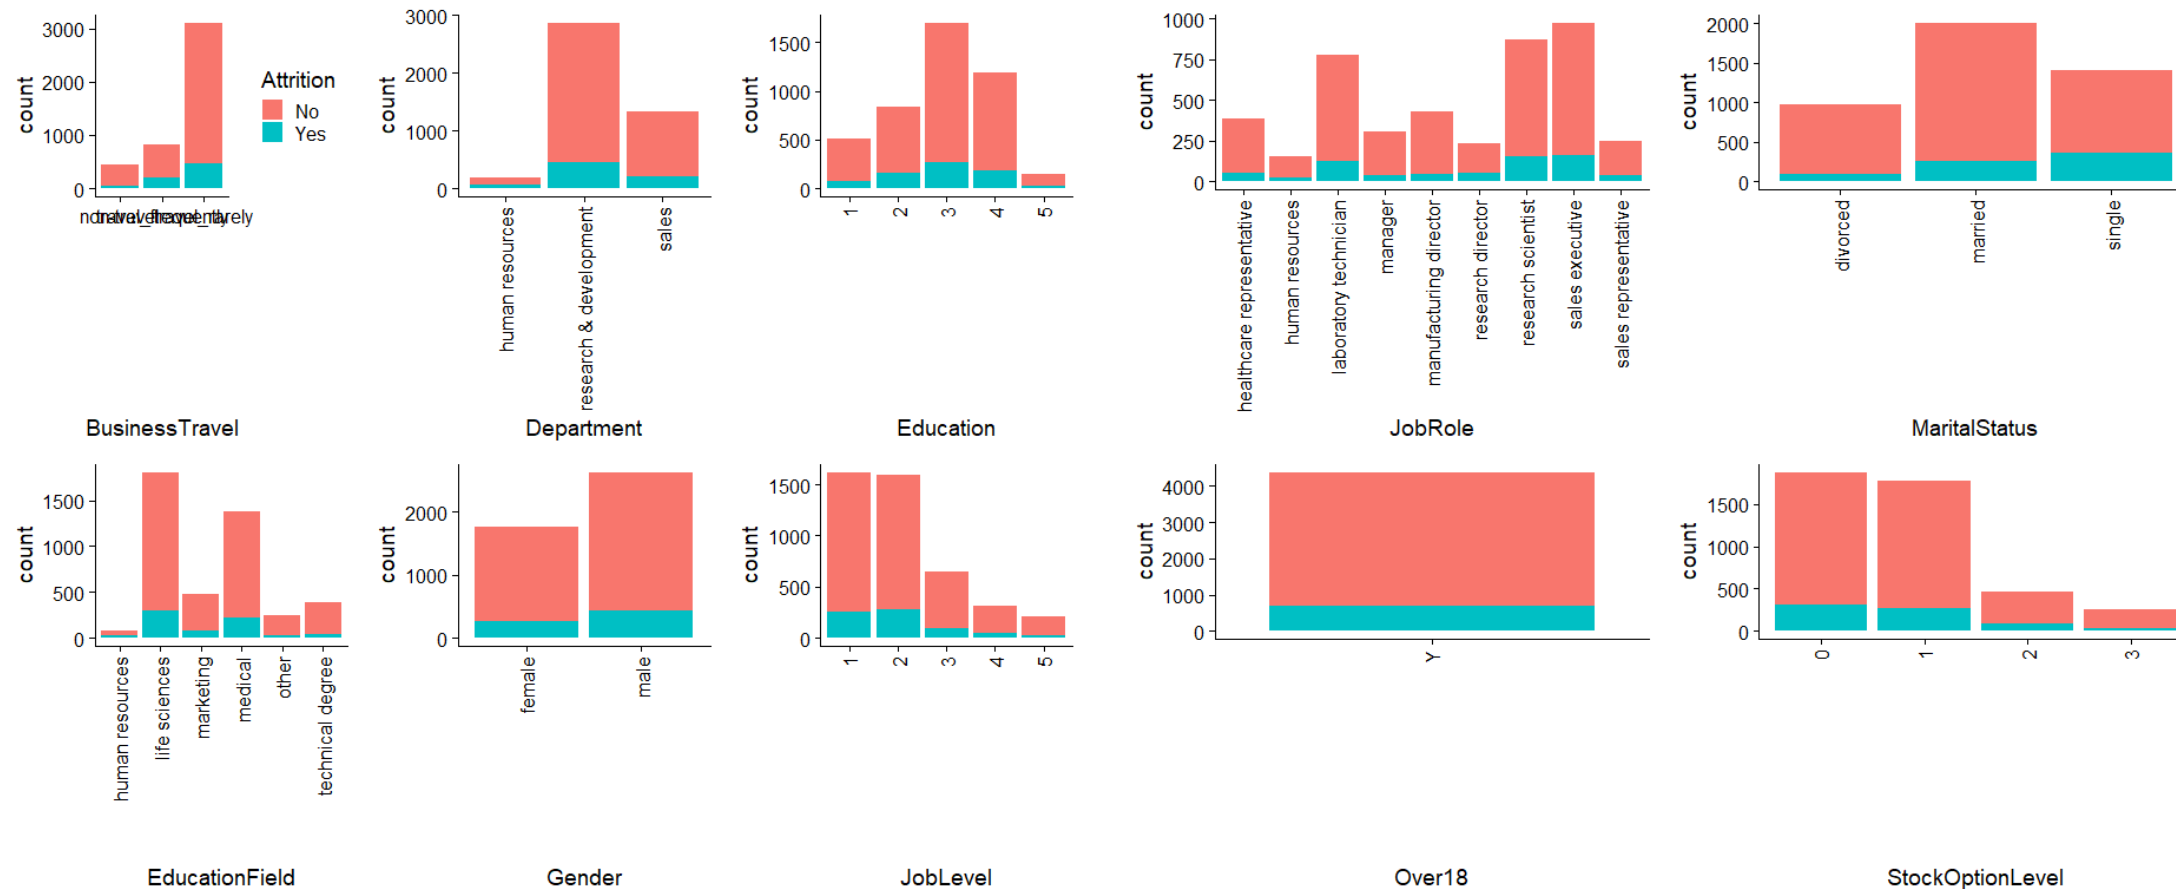 3000
2000
1000
0
count
Attrition
No
Yes
BusinessTravel
3000
2000
1000
0
count
human resources
research & development
sales
Department
1500
1000
500
0
count
1
2
3
4
5
Education
1000
750
500
250
0
count
healthcare representative
human resources
laboratory technician
manager
manufacturing director
research director
research scientist
sales executive
sales representative
JobRole
2000
1500
1000
500
0
count
divorced
married
single
MaritalStatus
1500
1000
500
0
count
human resources
life sciences
marketing
medical
other
technical degree
EducationField
2000
1000
0
count
female
male
Gender
1500
1000
500
0
count
1
2
3
4
5
JobLevel
4000
3000
2000
1000
0
count
Y
Over18
1500
1000
500
0
count
0
1
2
3
StockOptionLevel